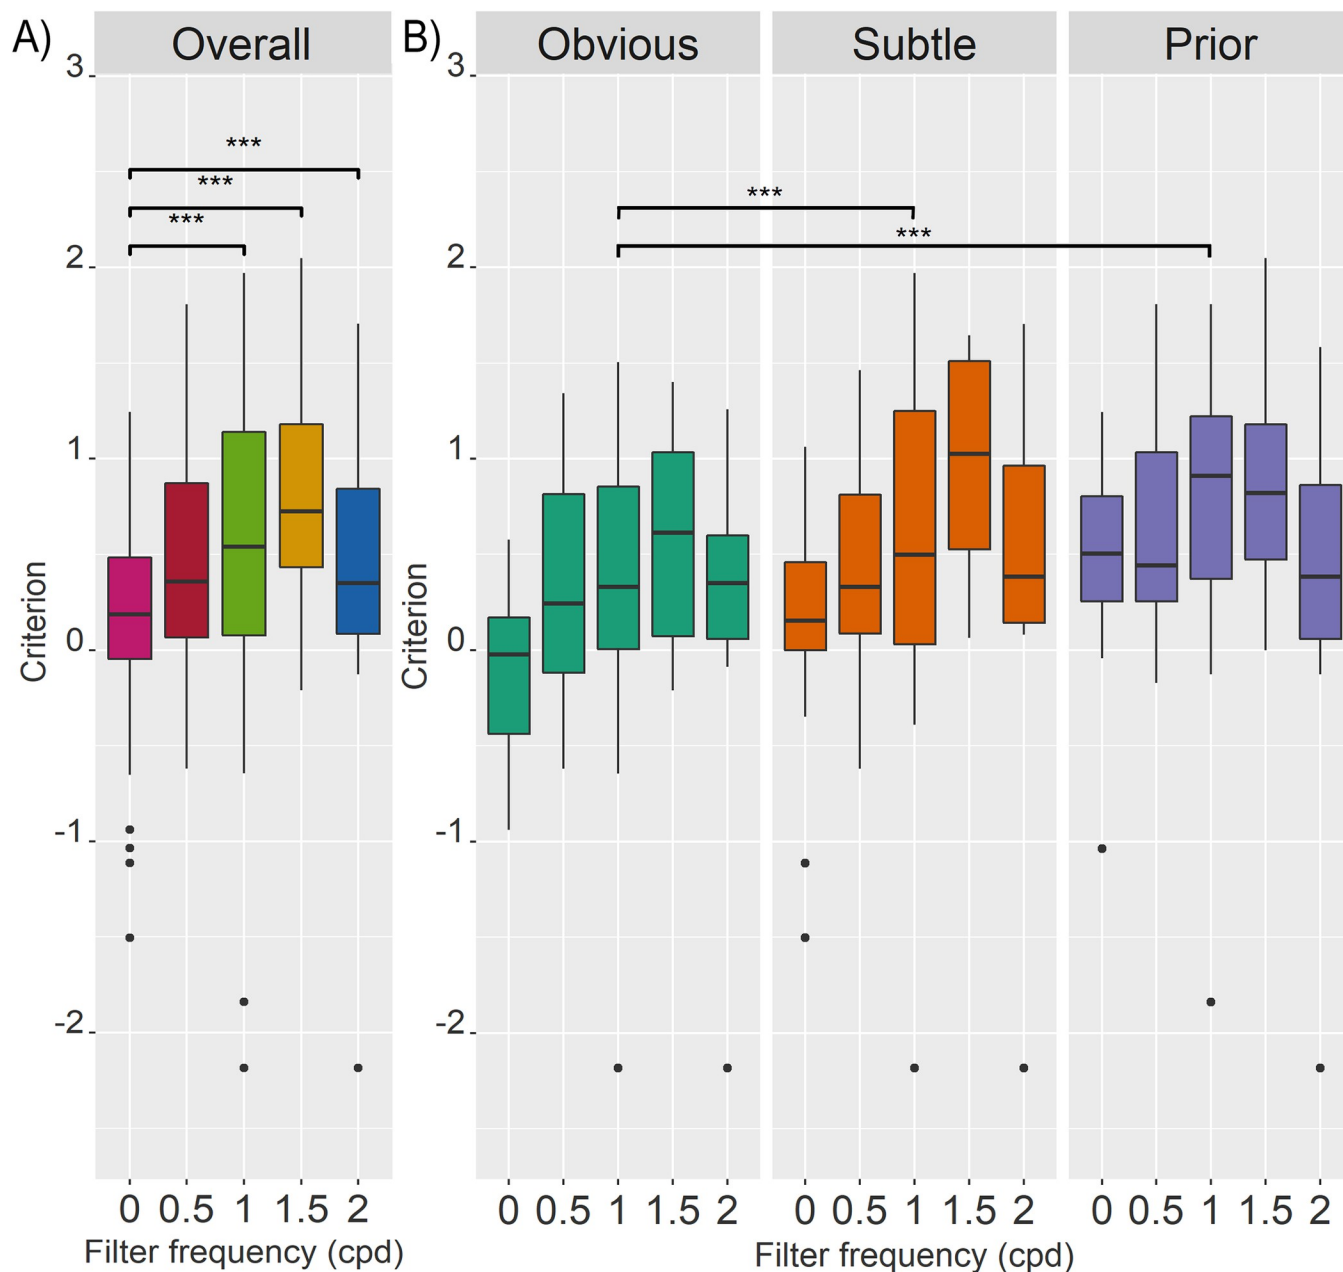 A)
Overall
B)
Obvious
Subtle
Prior
3
2
1
0
-1
-2
Criterion
***
***
***
0 0.5 1 1.5 2
Filter frequency (cpd)
3
2
1
0
-1
-2
Criterion
***
***
0 0.5 1 1.5 2
0 0.5 1 1.5 2
0 0.5 1 1.5 2
Filter frequency (cpd)